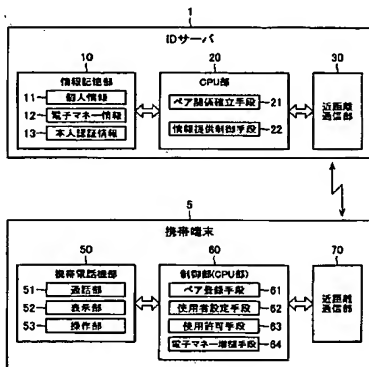 1
IDサーバ
10
20
30
情報記憶部
CPU部
近距離通信部
11
個人情報
ペア関係確立手段
21
12
電子マネー情報
情報提供制御手段
22
13
本人認証情報
5
携帯端末
50
60
70
携帯電話機部
制御部(CPU部)
近距離通信部
51
通話部
ペア登録手段
61
52
表示部
使用者設定手段
62
53
操作部
使用許可手段
63
電子マネー増額手段
64